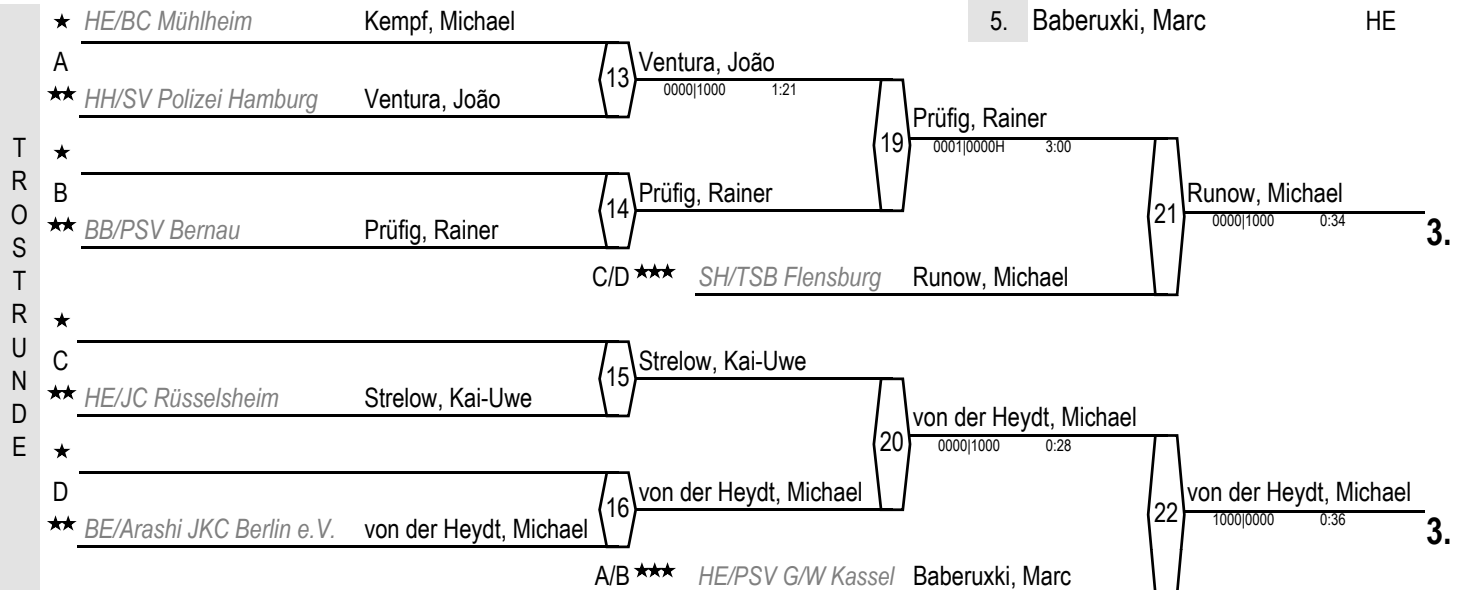 ★ HE/BC Mühlheim Kempf, Michael 5. Baberuxki, Marc HE
A 13 Ventura, João
0000|1000 1:21
★★ HH/SV Polizei Hamburg Ventura, João
19 Prüfig, Rainer
0001|0000H 3:00
TROSTRUNDE
★
B 14 Prüfig, Rainer
21 Runow, Michael
0000|1000 0:34
3.
★★ BB/PSV Bernau Prüfig, Rainer
C/D ★★★ SH/TSB Flensburg Runow, Michael
★
C 15 Strelow, Kai-Uwe
★★ HE/JC Rüsselsheim Strelow, Kai-Uwe
20 von der Heydt, Michael
0000|1000 0:28
★
D 16 von der Heydt, Michael
22 von der Heydt, Michael
1000|0000 0:36
3.
★★ BE/Arashi JKC Berlin e.V. von der Heydt, Michael
A/B ★★★ HE/PSV G/W Kassel Baberuxki, Marc